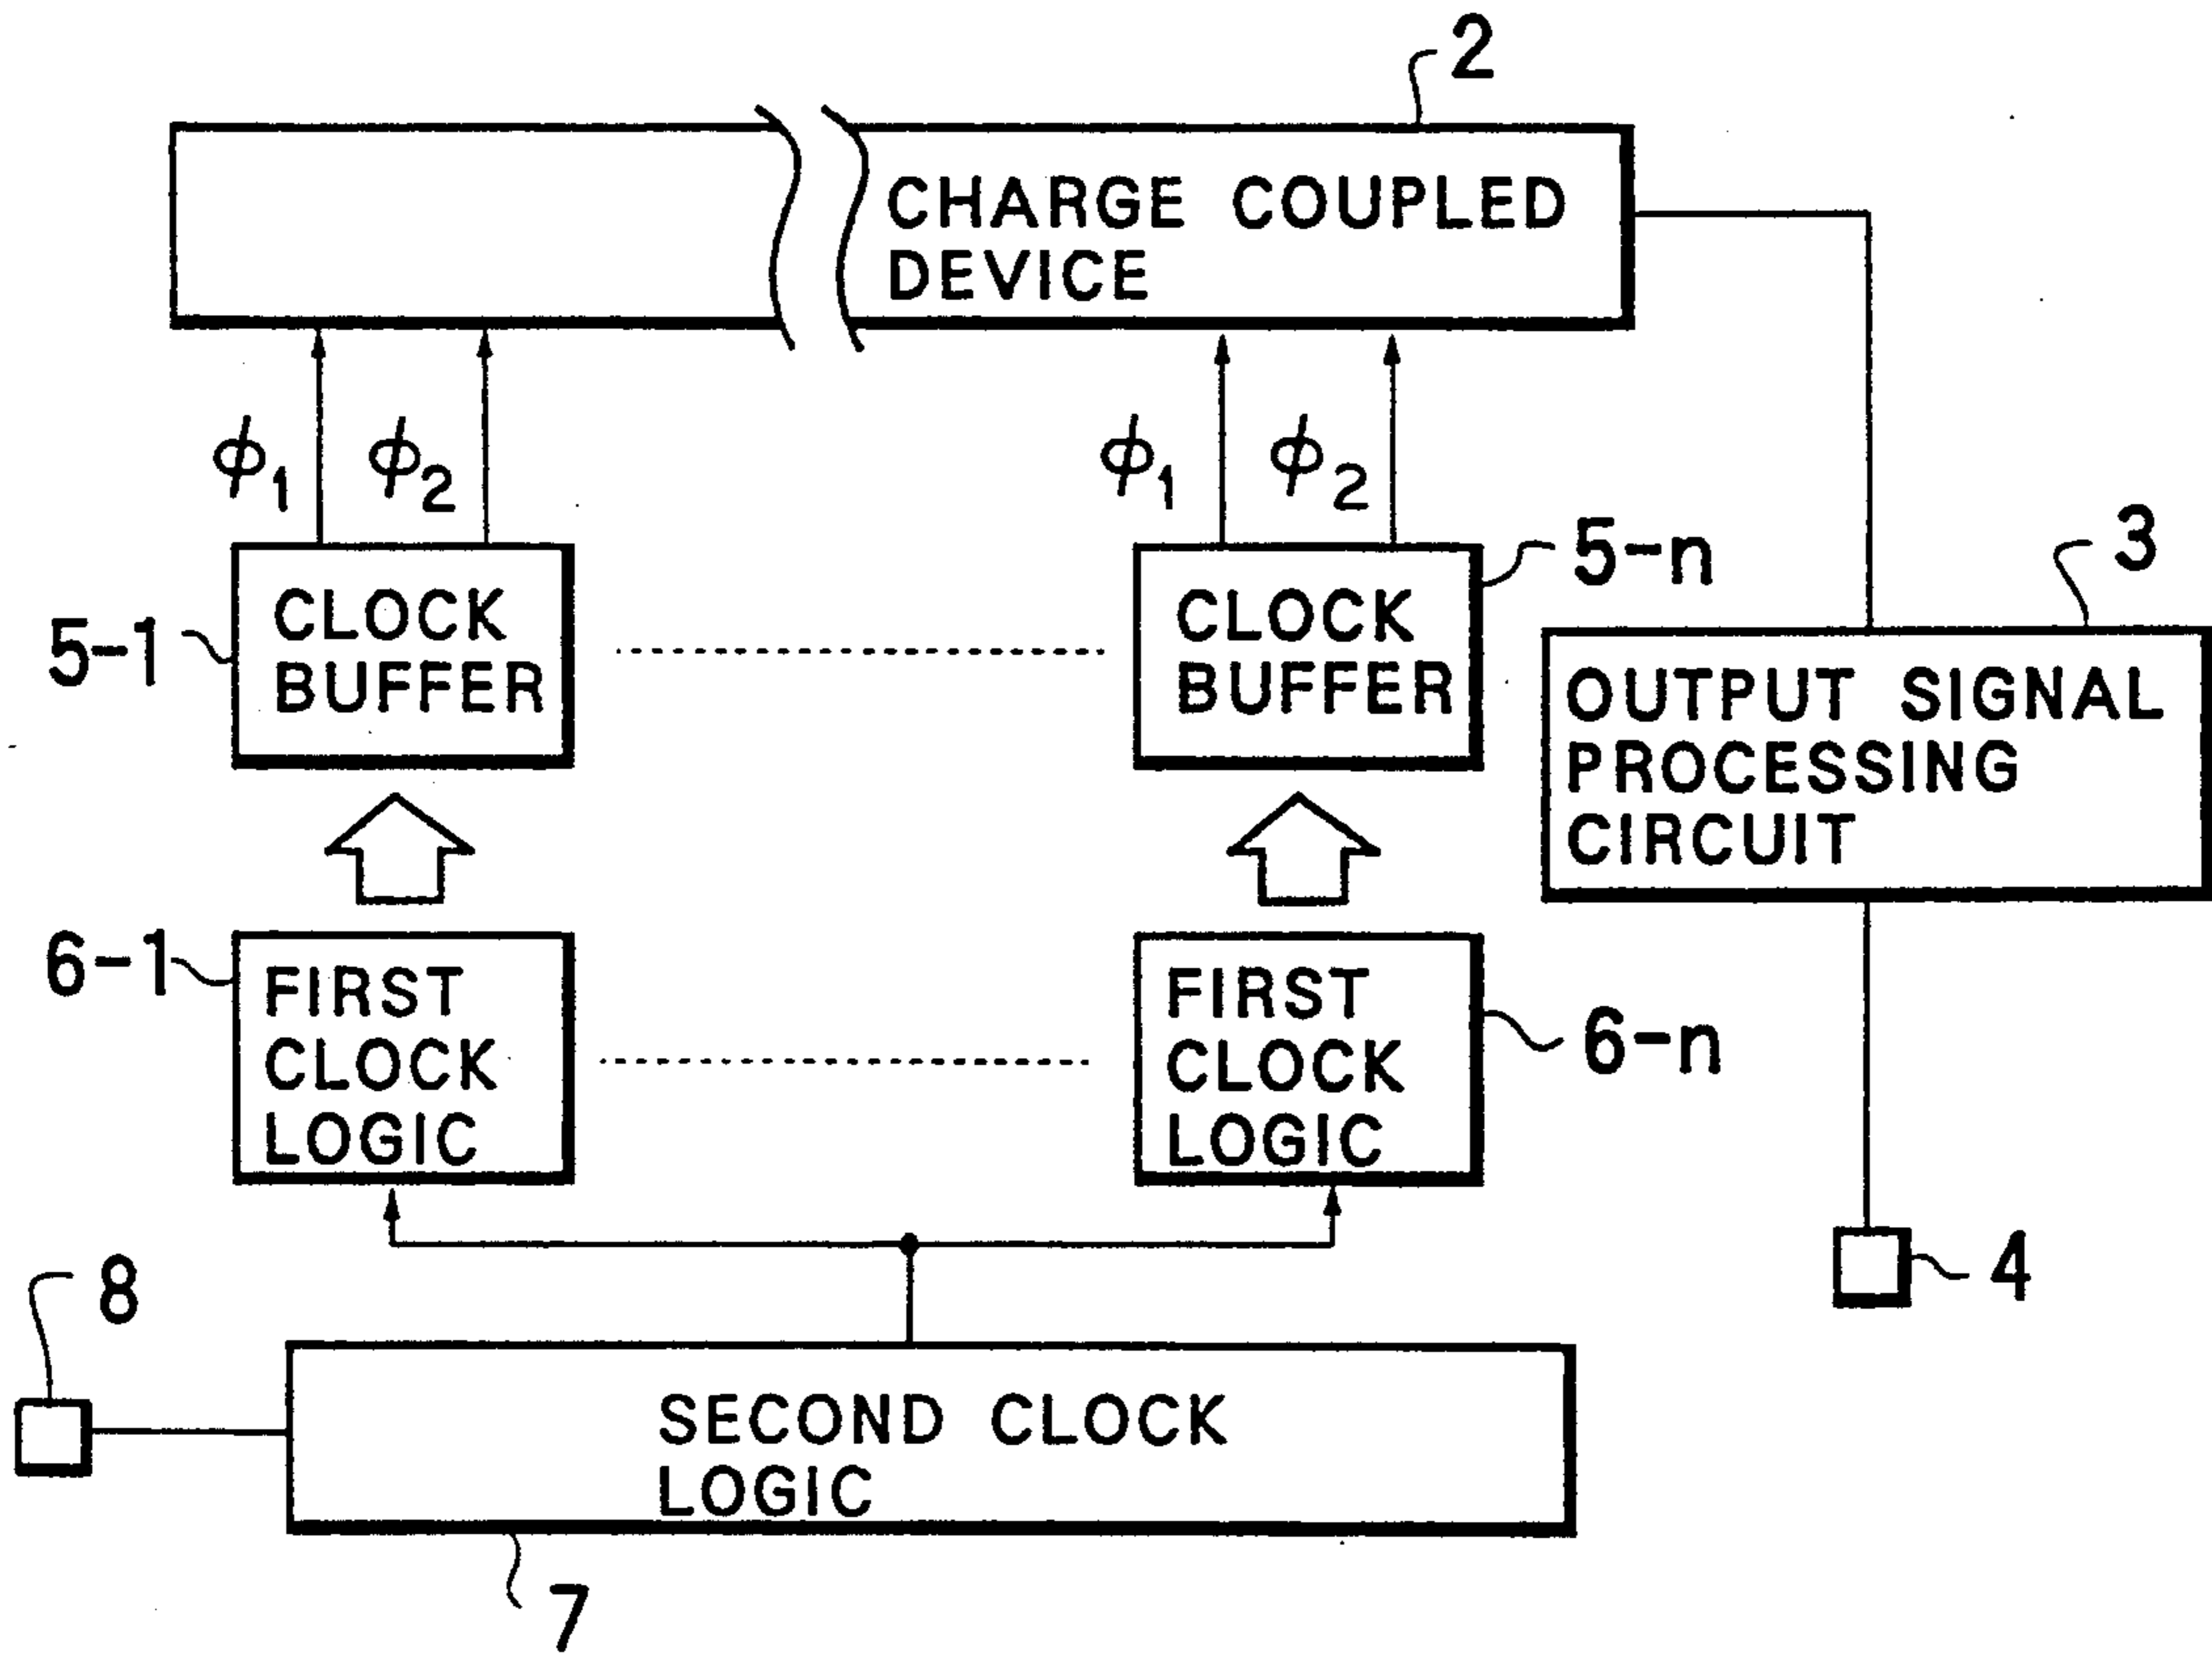 2
CHARGE COUPLED
DEVICE
ϕ1 ϕ2 ϕ1 ϕ2
5-1
CLOCK
BUFFER
CLOCK
BUFFER
5-n
3
OUTPUT SIGNAL
PROCESSING
CIRCUIT
6-1
FIRST
CLOCK
LOGIC
FIRST
CLOCK
LOGIC
6-n
4
8
SECOND CLOCK
LOGIC
7